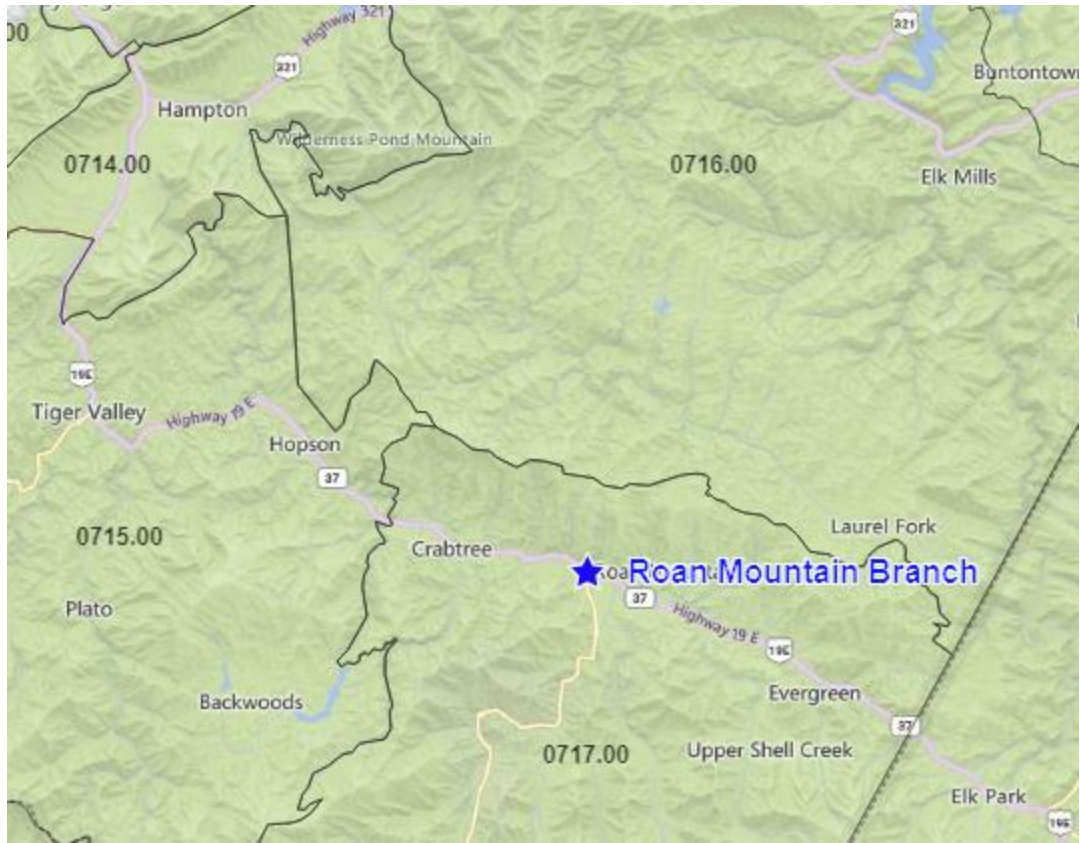 00
Highway 321
321
321
Buntontown
Hampton
Wilderness Pond Mountain
0714.00
0716.00
Elk Mills
19E
Tiger Valley
Highway 19 E
Hopson
37
0715.00
Laurel Fork
Crabtree
Roan Mountain Branch
37
Plato
Highway 19 E
19E
Evergreen
Backwoods
37
0717.00
Upper Shell Creek
Elk Park
19E